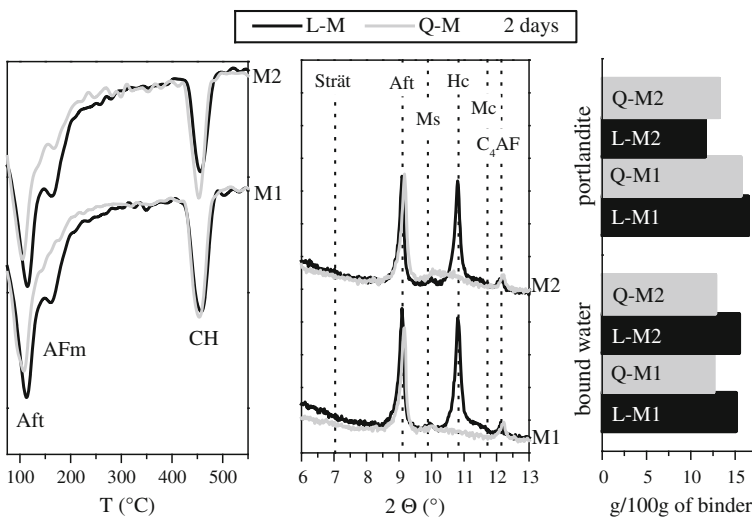 L-M Q-M 2 days
M2
M1
AFm
Aft
CH
100 200 300 400 500
T (°C)
Strät Aft Hc
Ms Mc
C4AF
M2
M1
6 7 8 9 10 11 12 13
2 Θ (°)
portlandite
Q-M2
L-M2
Q-M1
L-M1
bound water
Q-M2
L-M2
Q-M1
L-M1
0 5 10 15
g/100g of binder